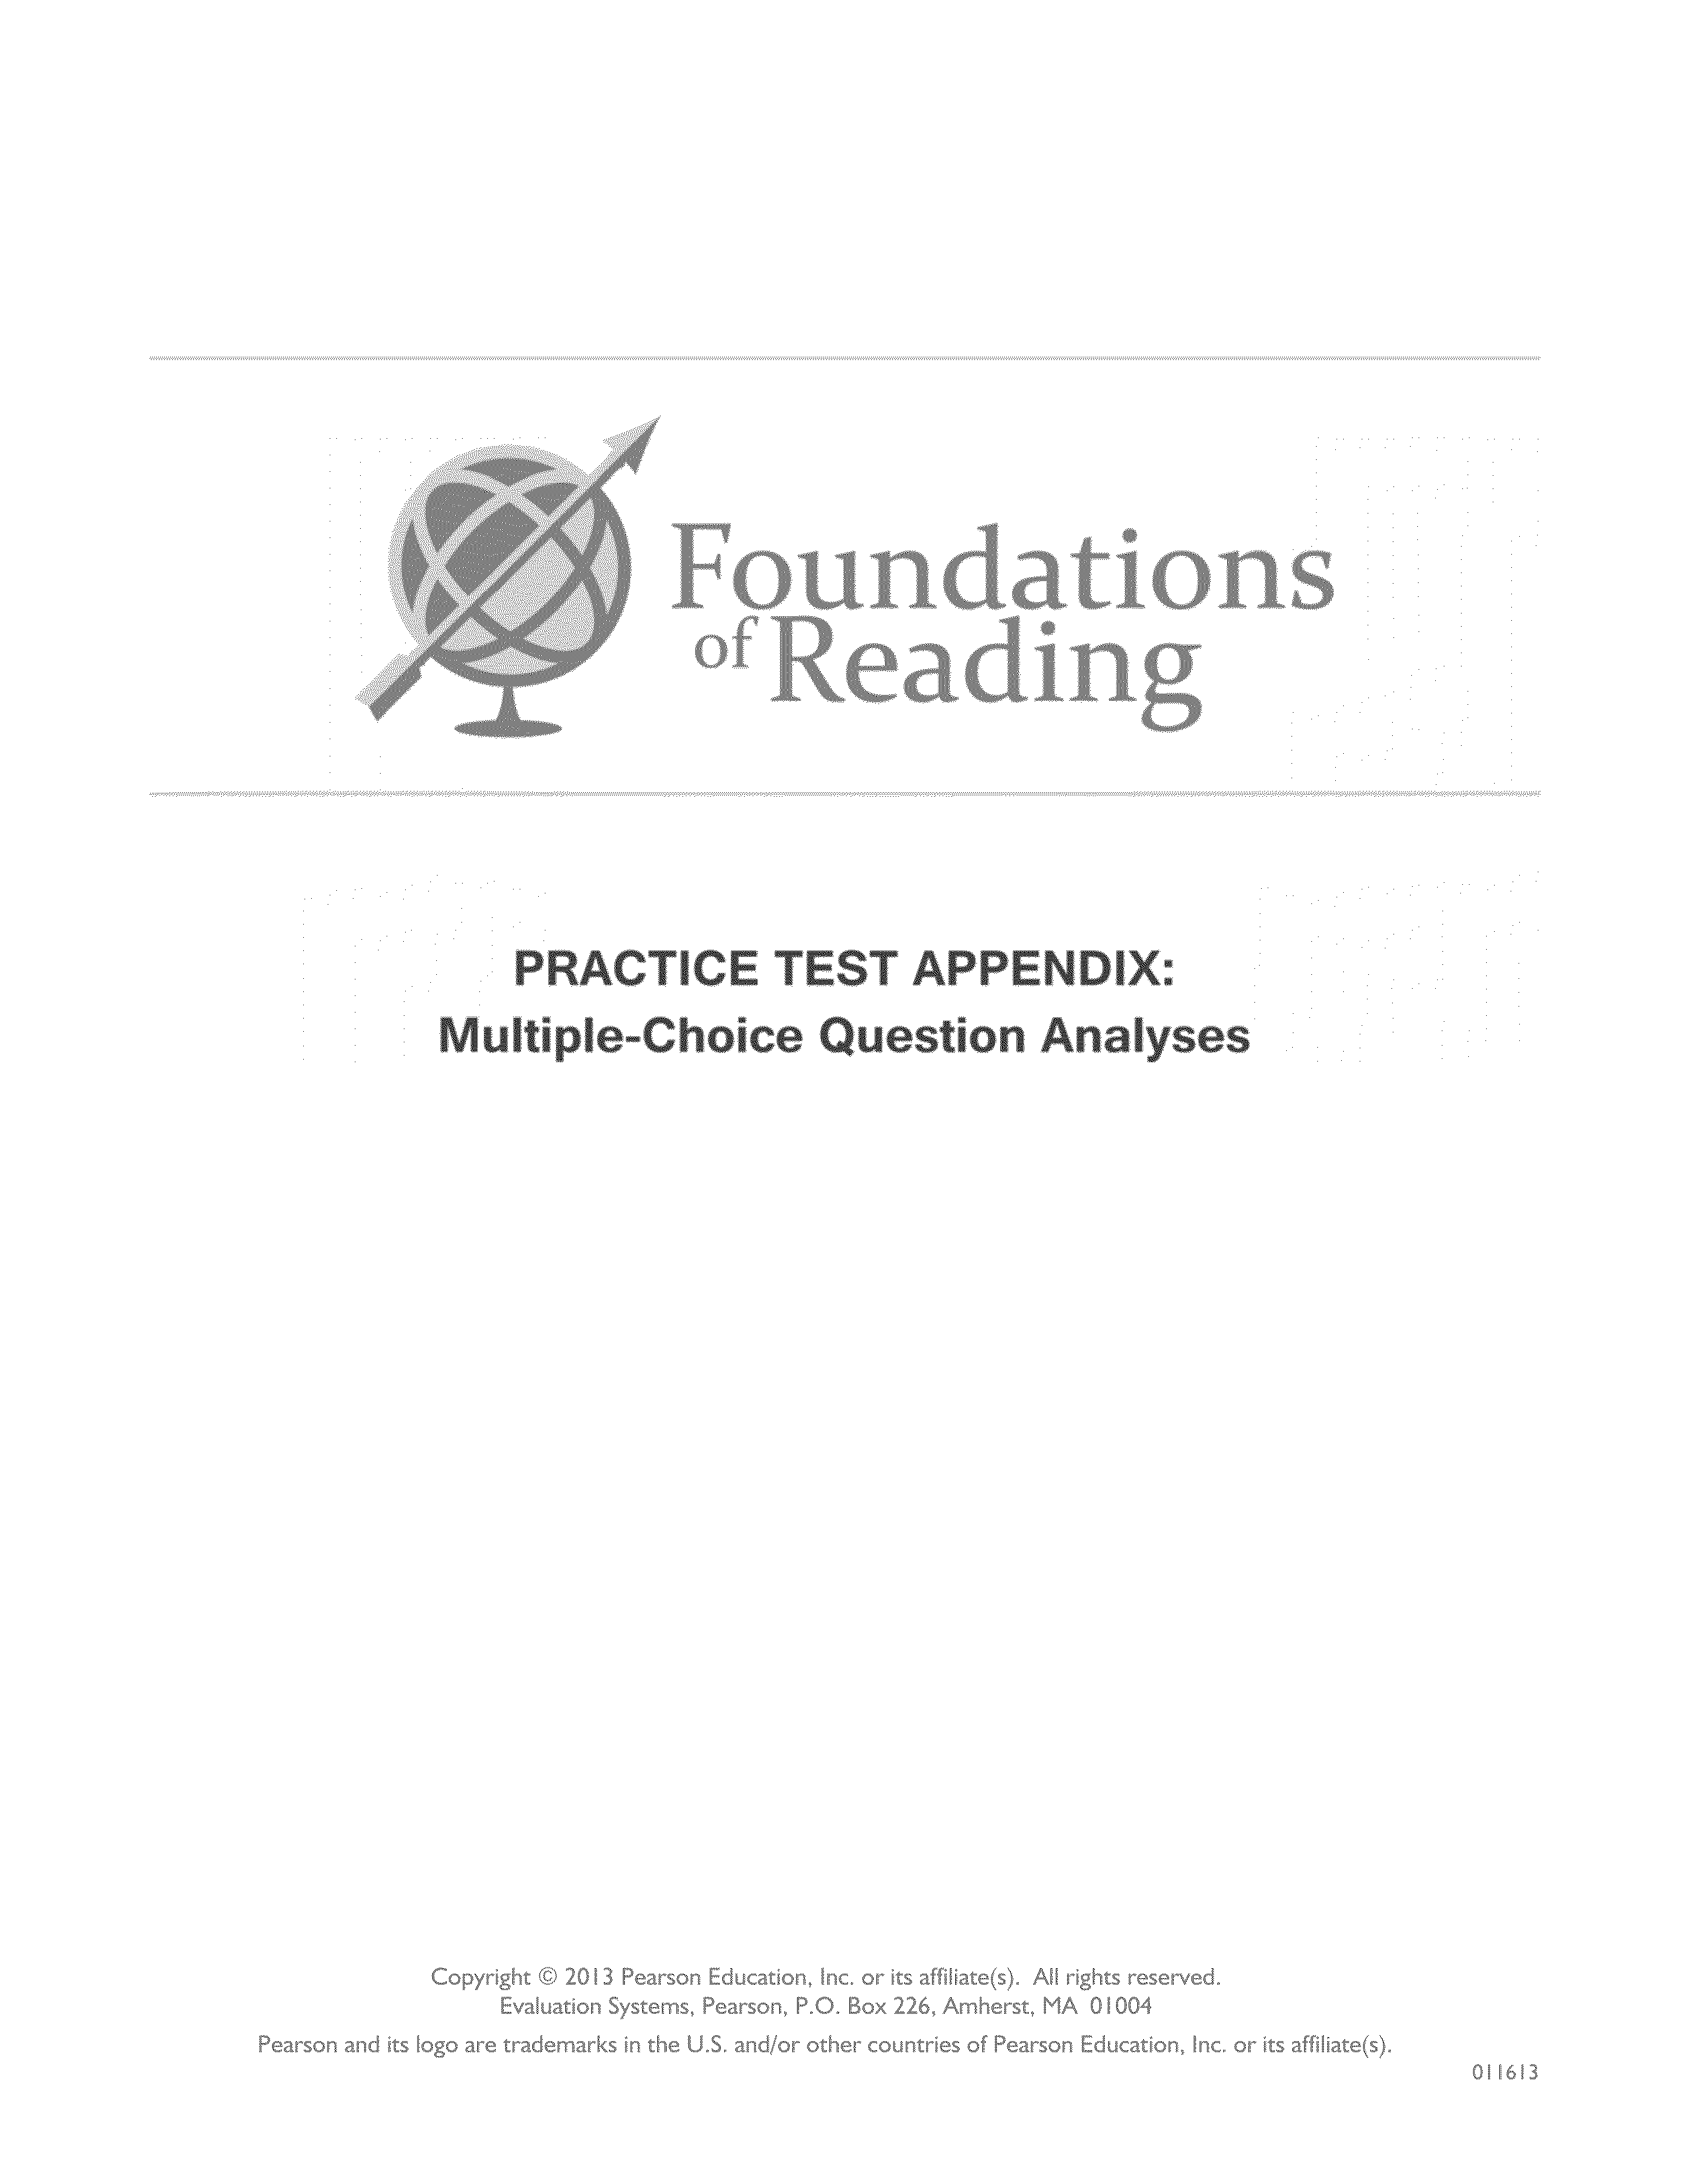 Foundations
of Reading
PRACTICE TEST APPENDIX:
Multiple-Choice Question Analyses
Copyright © 2013 Pearson Education, Inc. or its affiliate(s). All rights reserved.
Evaluation Systems, Pearson, P.O. Box 226, Amherst, MA 01004
Pearson and its logo are trademarks in the U.S. and/or other countries of Pearson Education, Inc. or its affiliate(s).
011613